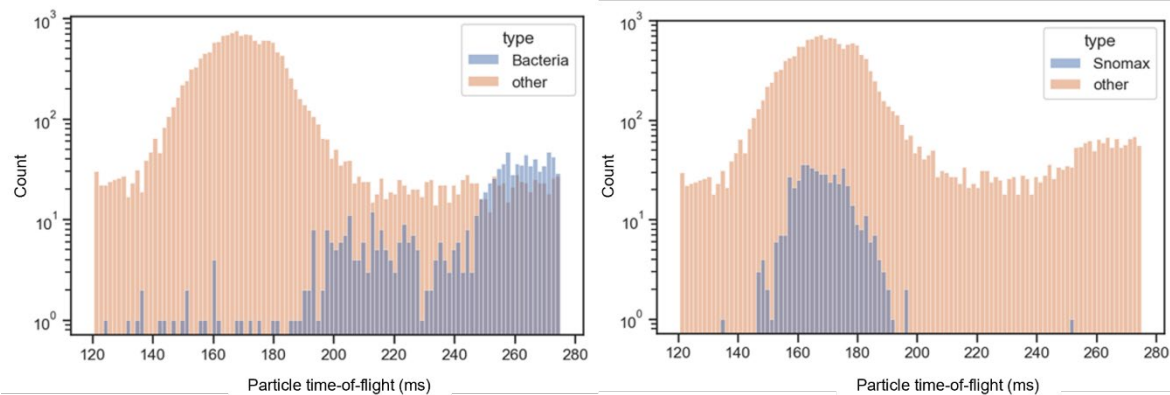 10³
10²
10¹
10⁰
Count
type
Bacteria
other
120 140 160 180 200 220 240 260 280
Particle time-of-flight (ms)
10³
10²
10¹
10⁰
Count
type
Snomax
other
120 140 160 180 200 220 240 260 280
Particle time-of-flight (ms)